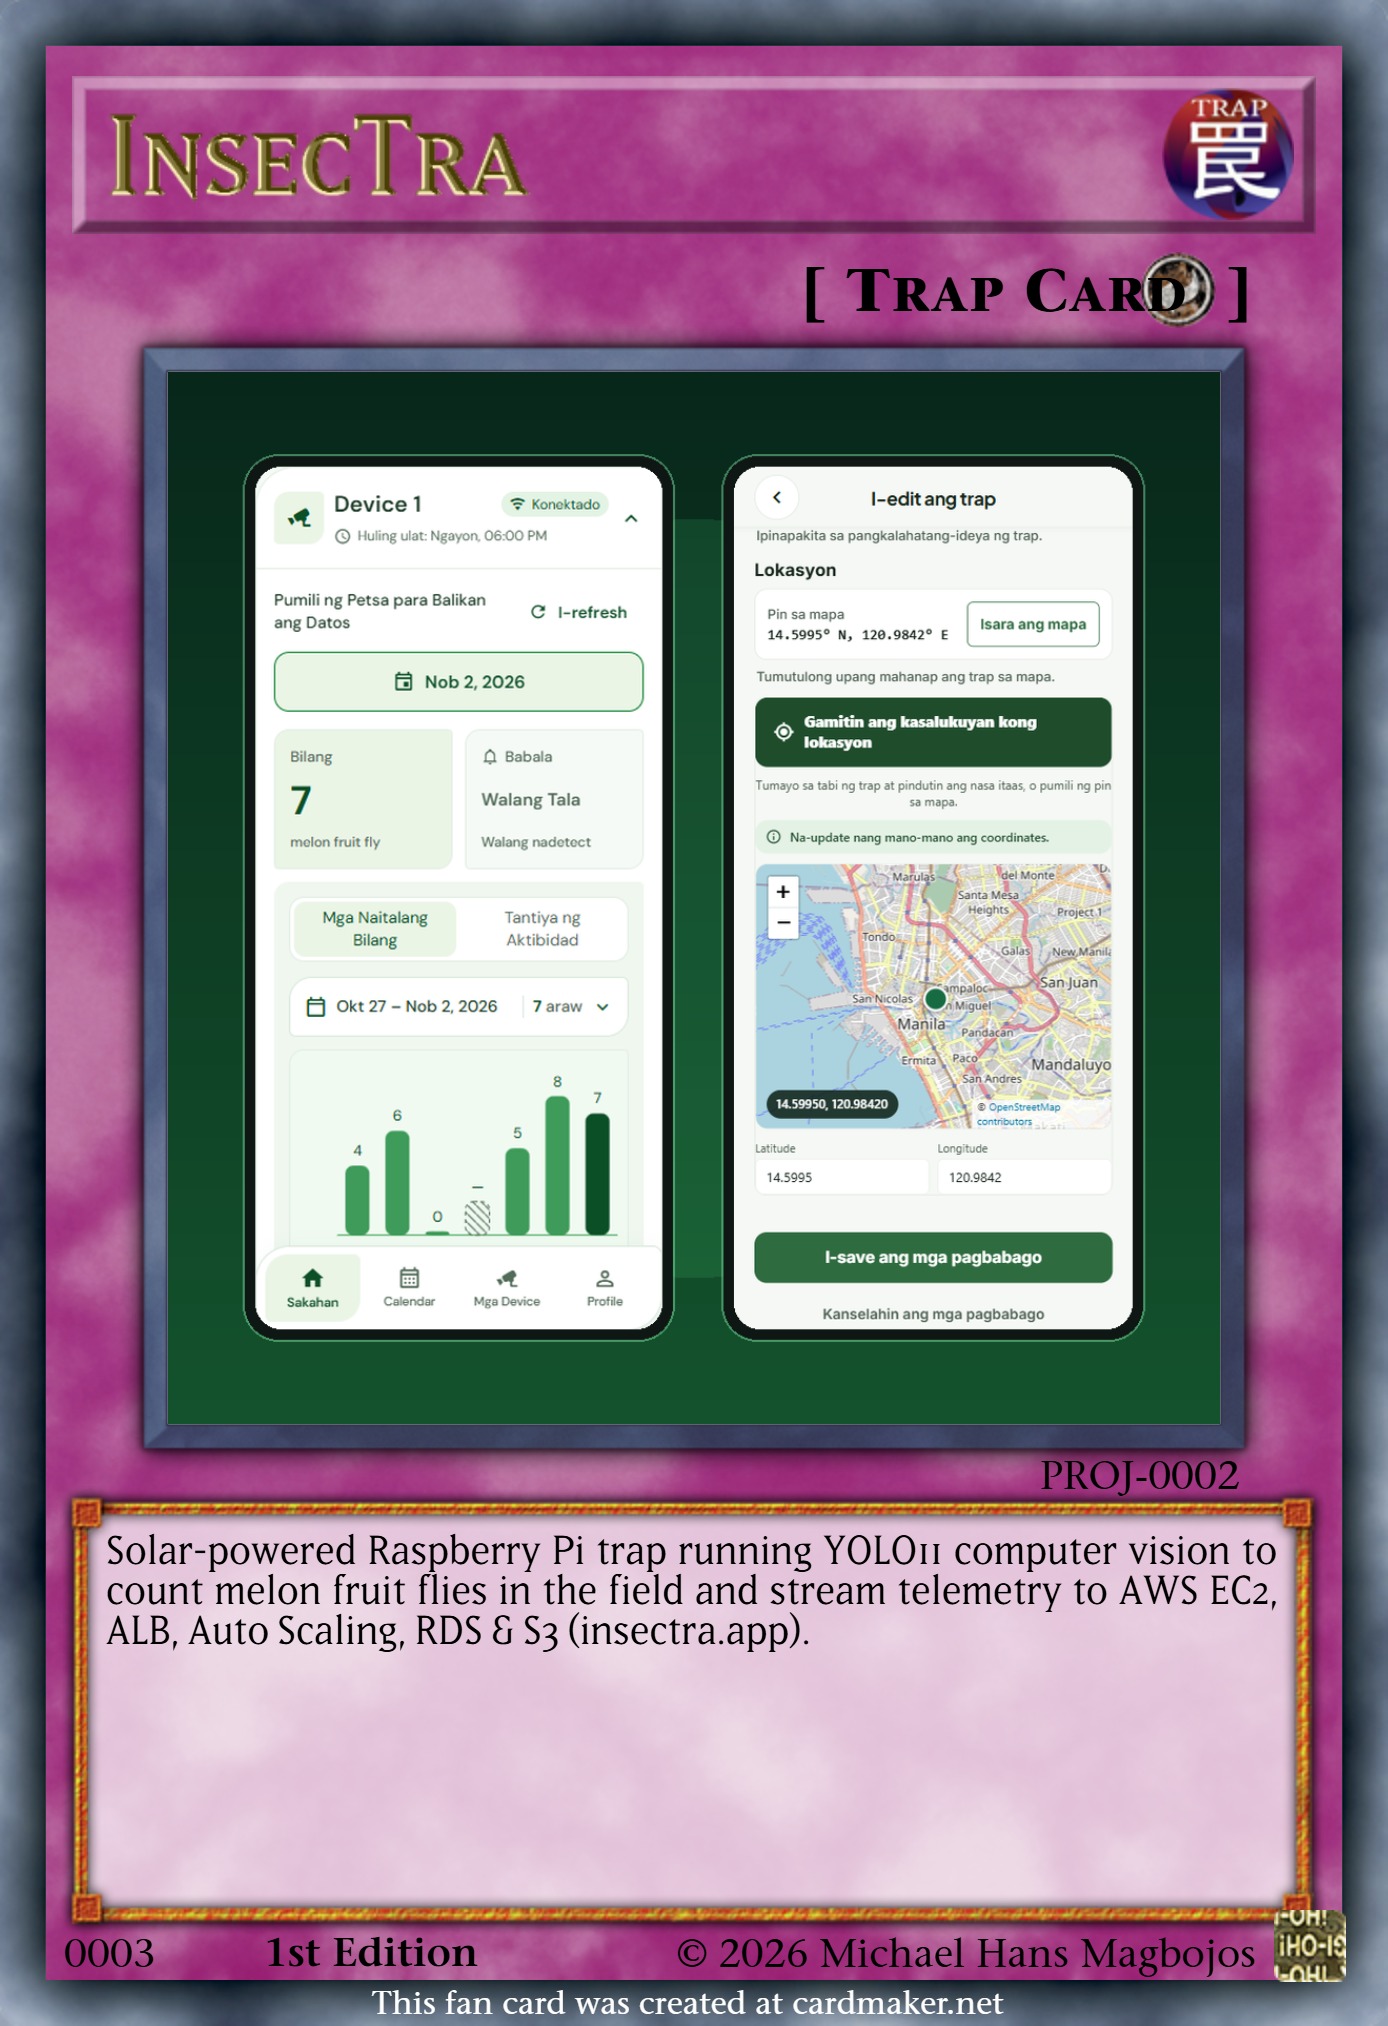 InsecTra
TRAP
罠
[ Trap Card ]
Device 1
Konektado
Huling ulat: Ngayon, 06:00 PM
Pumili ng Petsa para Balikan
ang Datos
I-refresh
Nob 2, 2026
Bilang
7
melon fruit fly
Babala
Walang Tala
Walang nadetect
Mga Naitalang
Bilang
Tantiya ng
Aktibidad
Okt 27 – Nob 2, 2026
7 araw
4
6
0
–
5
8
7
Sakahan
Calendar
Mga Device
Profile
I-edit ang trap
Ipinapakita sa pangkalahatang-ideya ng trap.
Lokasyon
Pin sa mapa
14.5995° N, 120.9842° E
Isara ang mapa
Tumutulong upang mahanap ang trap sa mapa.
Gamitin ang kasalukuyan kong
lokasyon
Tumayo sa tabi ng trap at pindutin ang nasa itaas, o pumili ng pin
sa mapa.
Na-update nang mano-mano ang coordinates.
+
−
Marulas
del Monte
Santa Mesa
Heights
Project 1
Tondo
Galas
New Manila
San Juan
San Nicolas
ampaloc
n Miguel
Manila
Pandacan
Ermita
Paco
Mandaluyo
San Andres
14.59950, 120.98420
© OpenStreetMap
contributors
Latitude
Longitude
14.5995
120.9842
I-save ang mga pagbabago
Kanselahin ang mga pagbabago
PROJ-0002
Solar-powered Raspberry Pi trap running YOLO11 computer vision to
count melon fruit flies in the field and stream telemetry to AWS EC2,
ALB, Auto Scaling, RDS & S3 (insectra.app).
0003
1st Edition
© 2026 Michael Hans Magbojos
This fan card was created at cardmaker.net